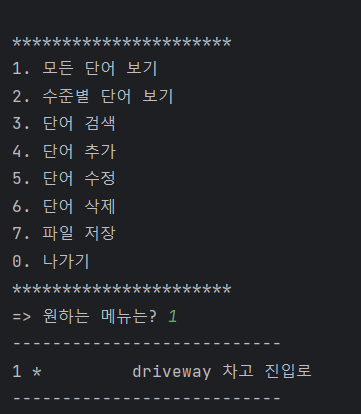 **********************
1. 모든 단어 보기
2. 수준별 단어 보기
3. 단어 검색
4. 단어 추가
5. 단어 수정
6. 단어 삭제
7. 파일 저장
0. 나가기
**********************
=> 원하는 메뉴는? 1
---------------------------
1 *         driveway 차고 진입로
---------------------------